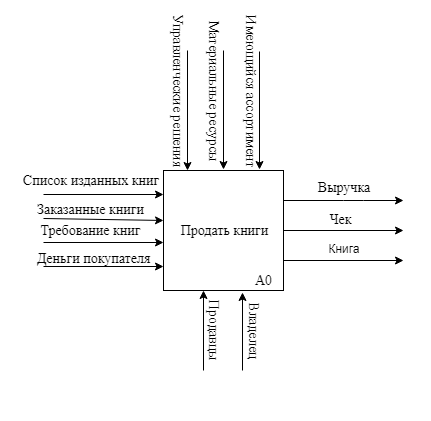 Управленческие решения
Материальные ресурсы
Имеющийся ассортимент
Список изданных книг
Заказанные книги
Требование книг
Деньги покупателя
Продать книги
A0
Выручка
Чек
Книга
Продавцы
Владелец